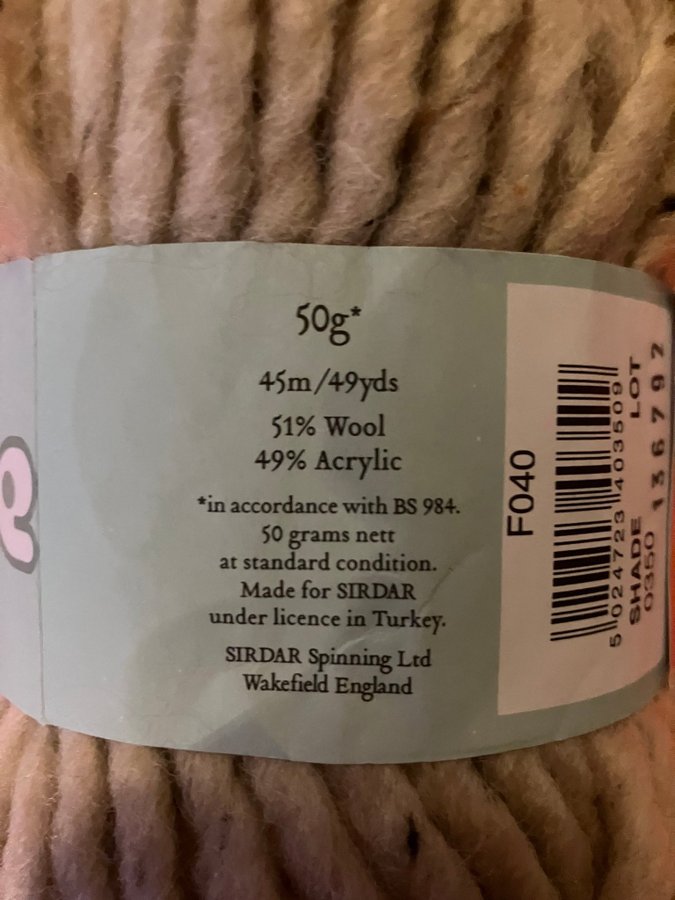 50g*
45m/49yds
51% Wool
49% Acrylic
*in accordance with BS 984.
50 grams nett
at standard condition.
Made for SIRDAR
under licence in Turkey.
SIRDAR Spinning Ltd
Wakefield England
F040
5 024723 403509
SHADE LOT
0350 136792